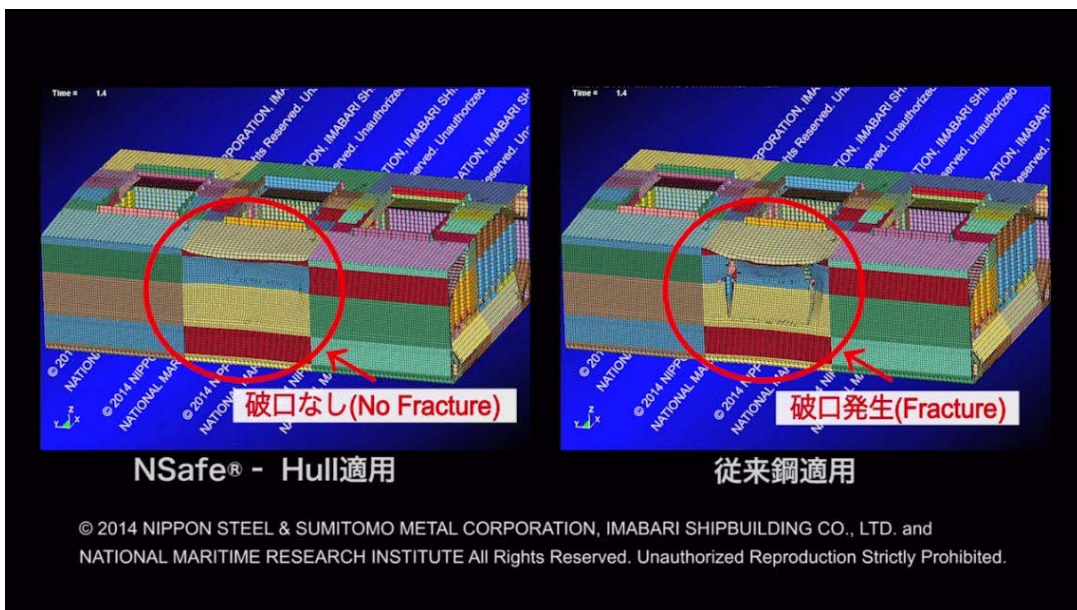 Time = 1.4
Time = 1.4
破口なし(No Fracture)
破口発生(Fracture)
NSafe® - Hull適用
従来鋼適用
© 2014 NIPPON STEEL & SUMITOMO METAL CORPORATION, IMABARI SHIPBUILDING CO., LTD. and
NATIONAL MARITIME RESEARCH INSTITUTE All Rights Reserved. Unauthorized Reproduction Strictly Prohibited.